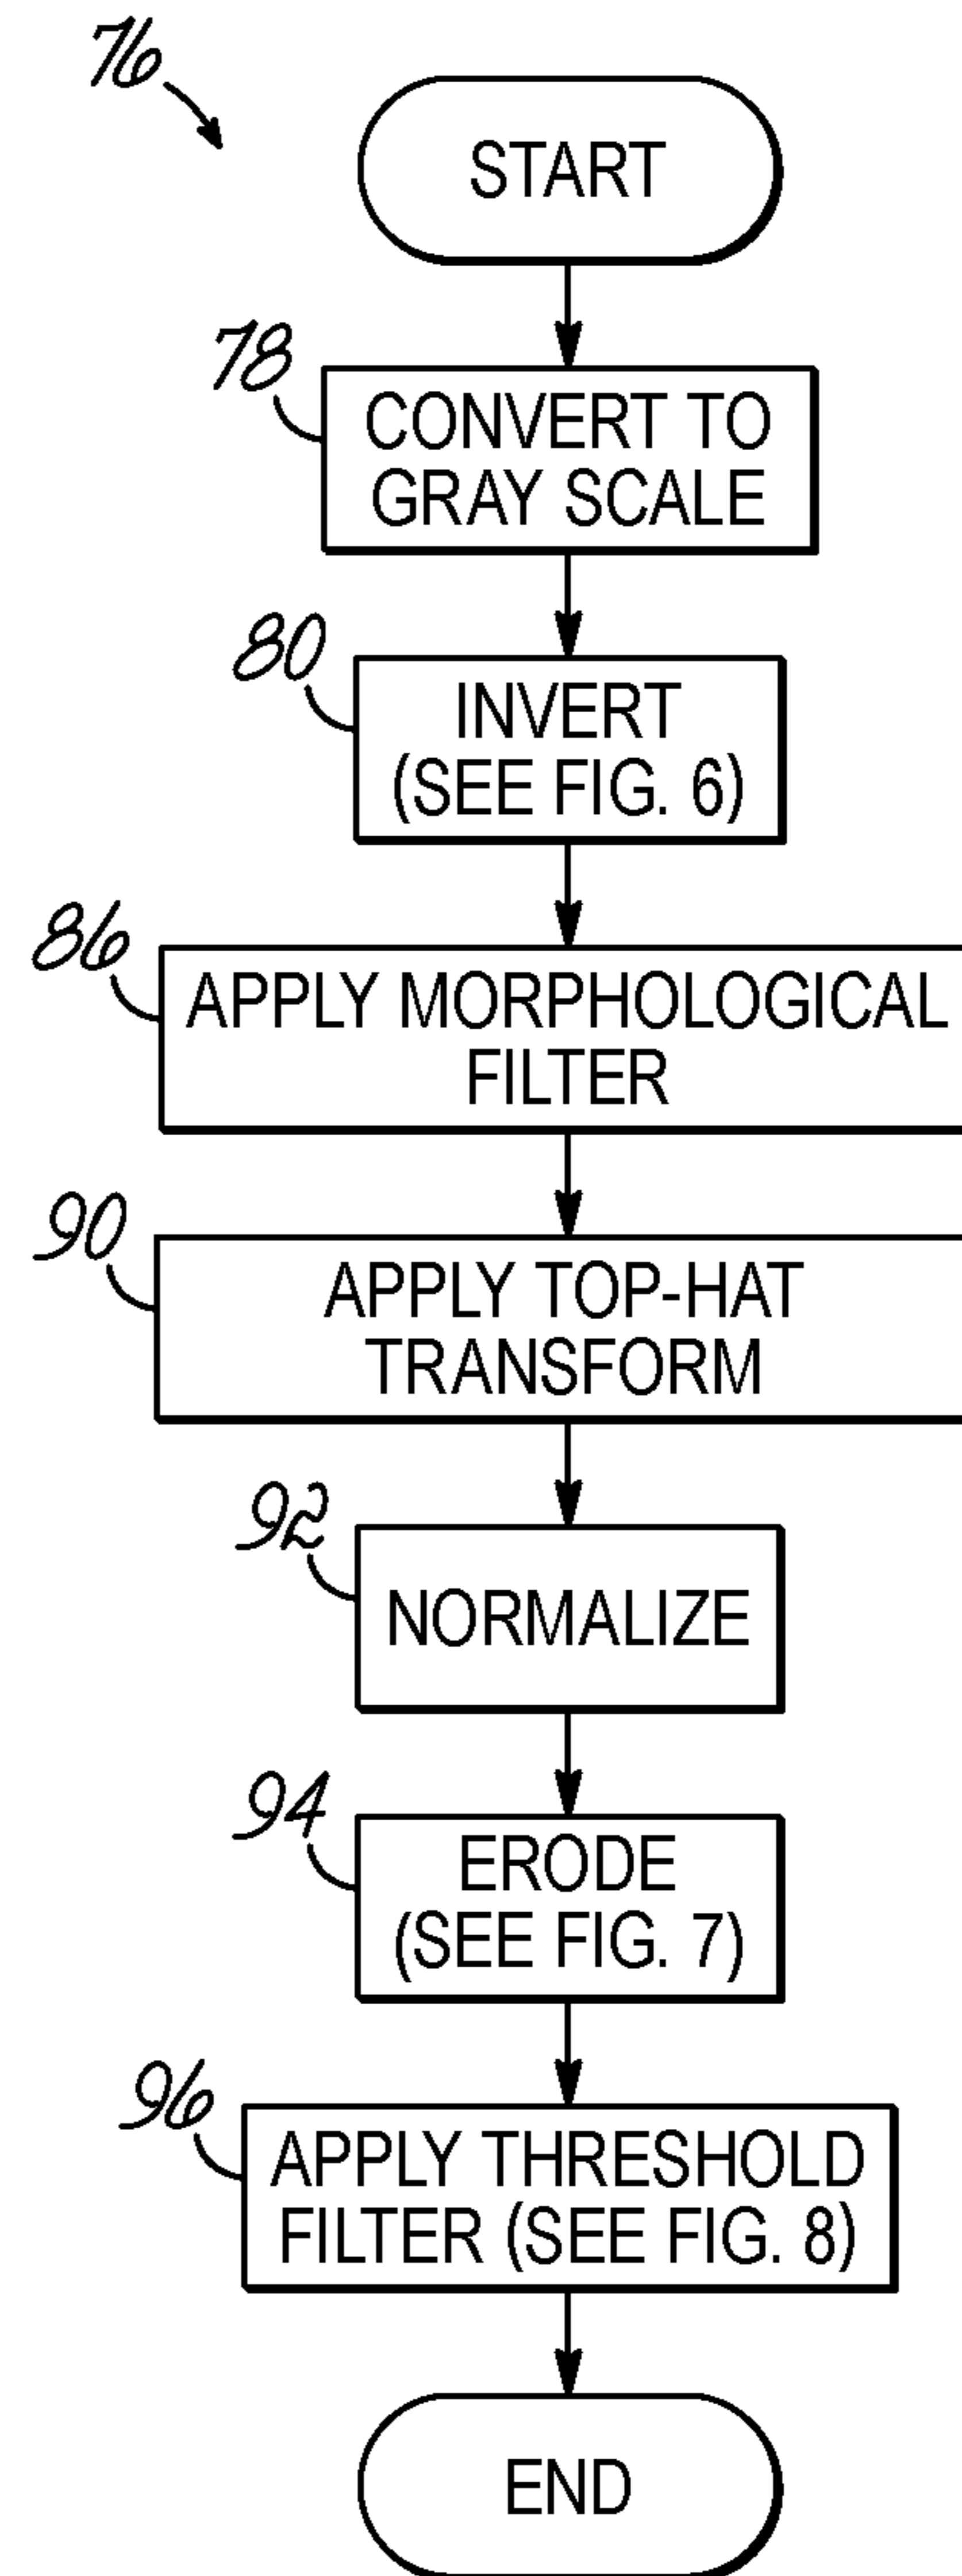 76
START
78
CONVERT TO
GRAY SCALE
80
INVERT
(SEE FIG. 6)
86
APPLY MORPHOLOGICAL
FILTER
90
APPLY TOP-HAT
TRANSFORM
92
NORMALIZE
94
ERODE
(SEE FIG. 7)
96
APPLY THRESHOLD
FILTER (SEE FIG. 8)
END